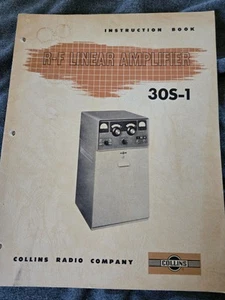 INSTRUCTION BOOK
R-F LINEAR AMPLIFIER
30S-1
COLLINS RADIO COMPANY
COLLINS